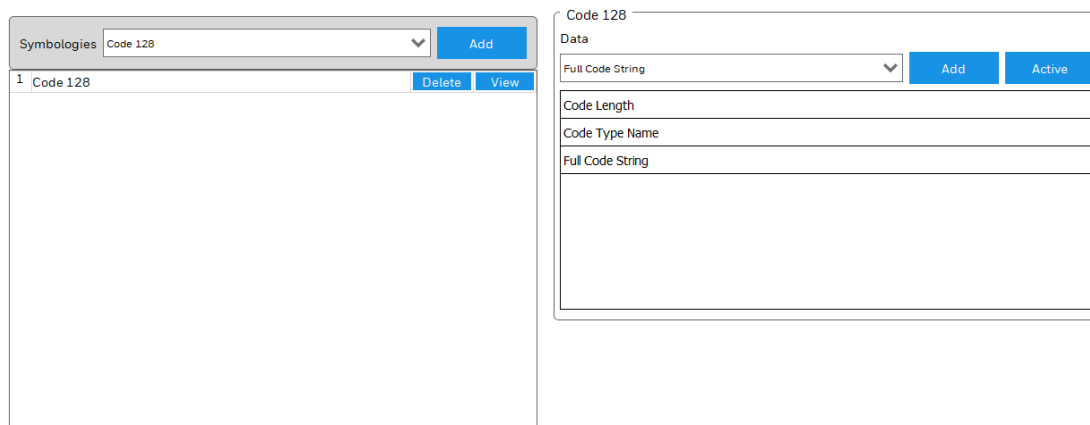 Symbologies Code 128 Add
1 Code 128 Delete View
Code 128
Data
Full Code String Add Active
Code Length
Code Type Name
Full Code String